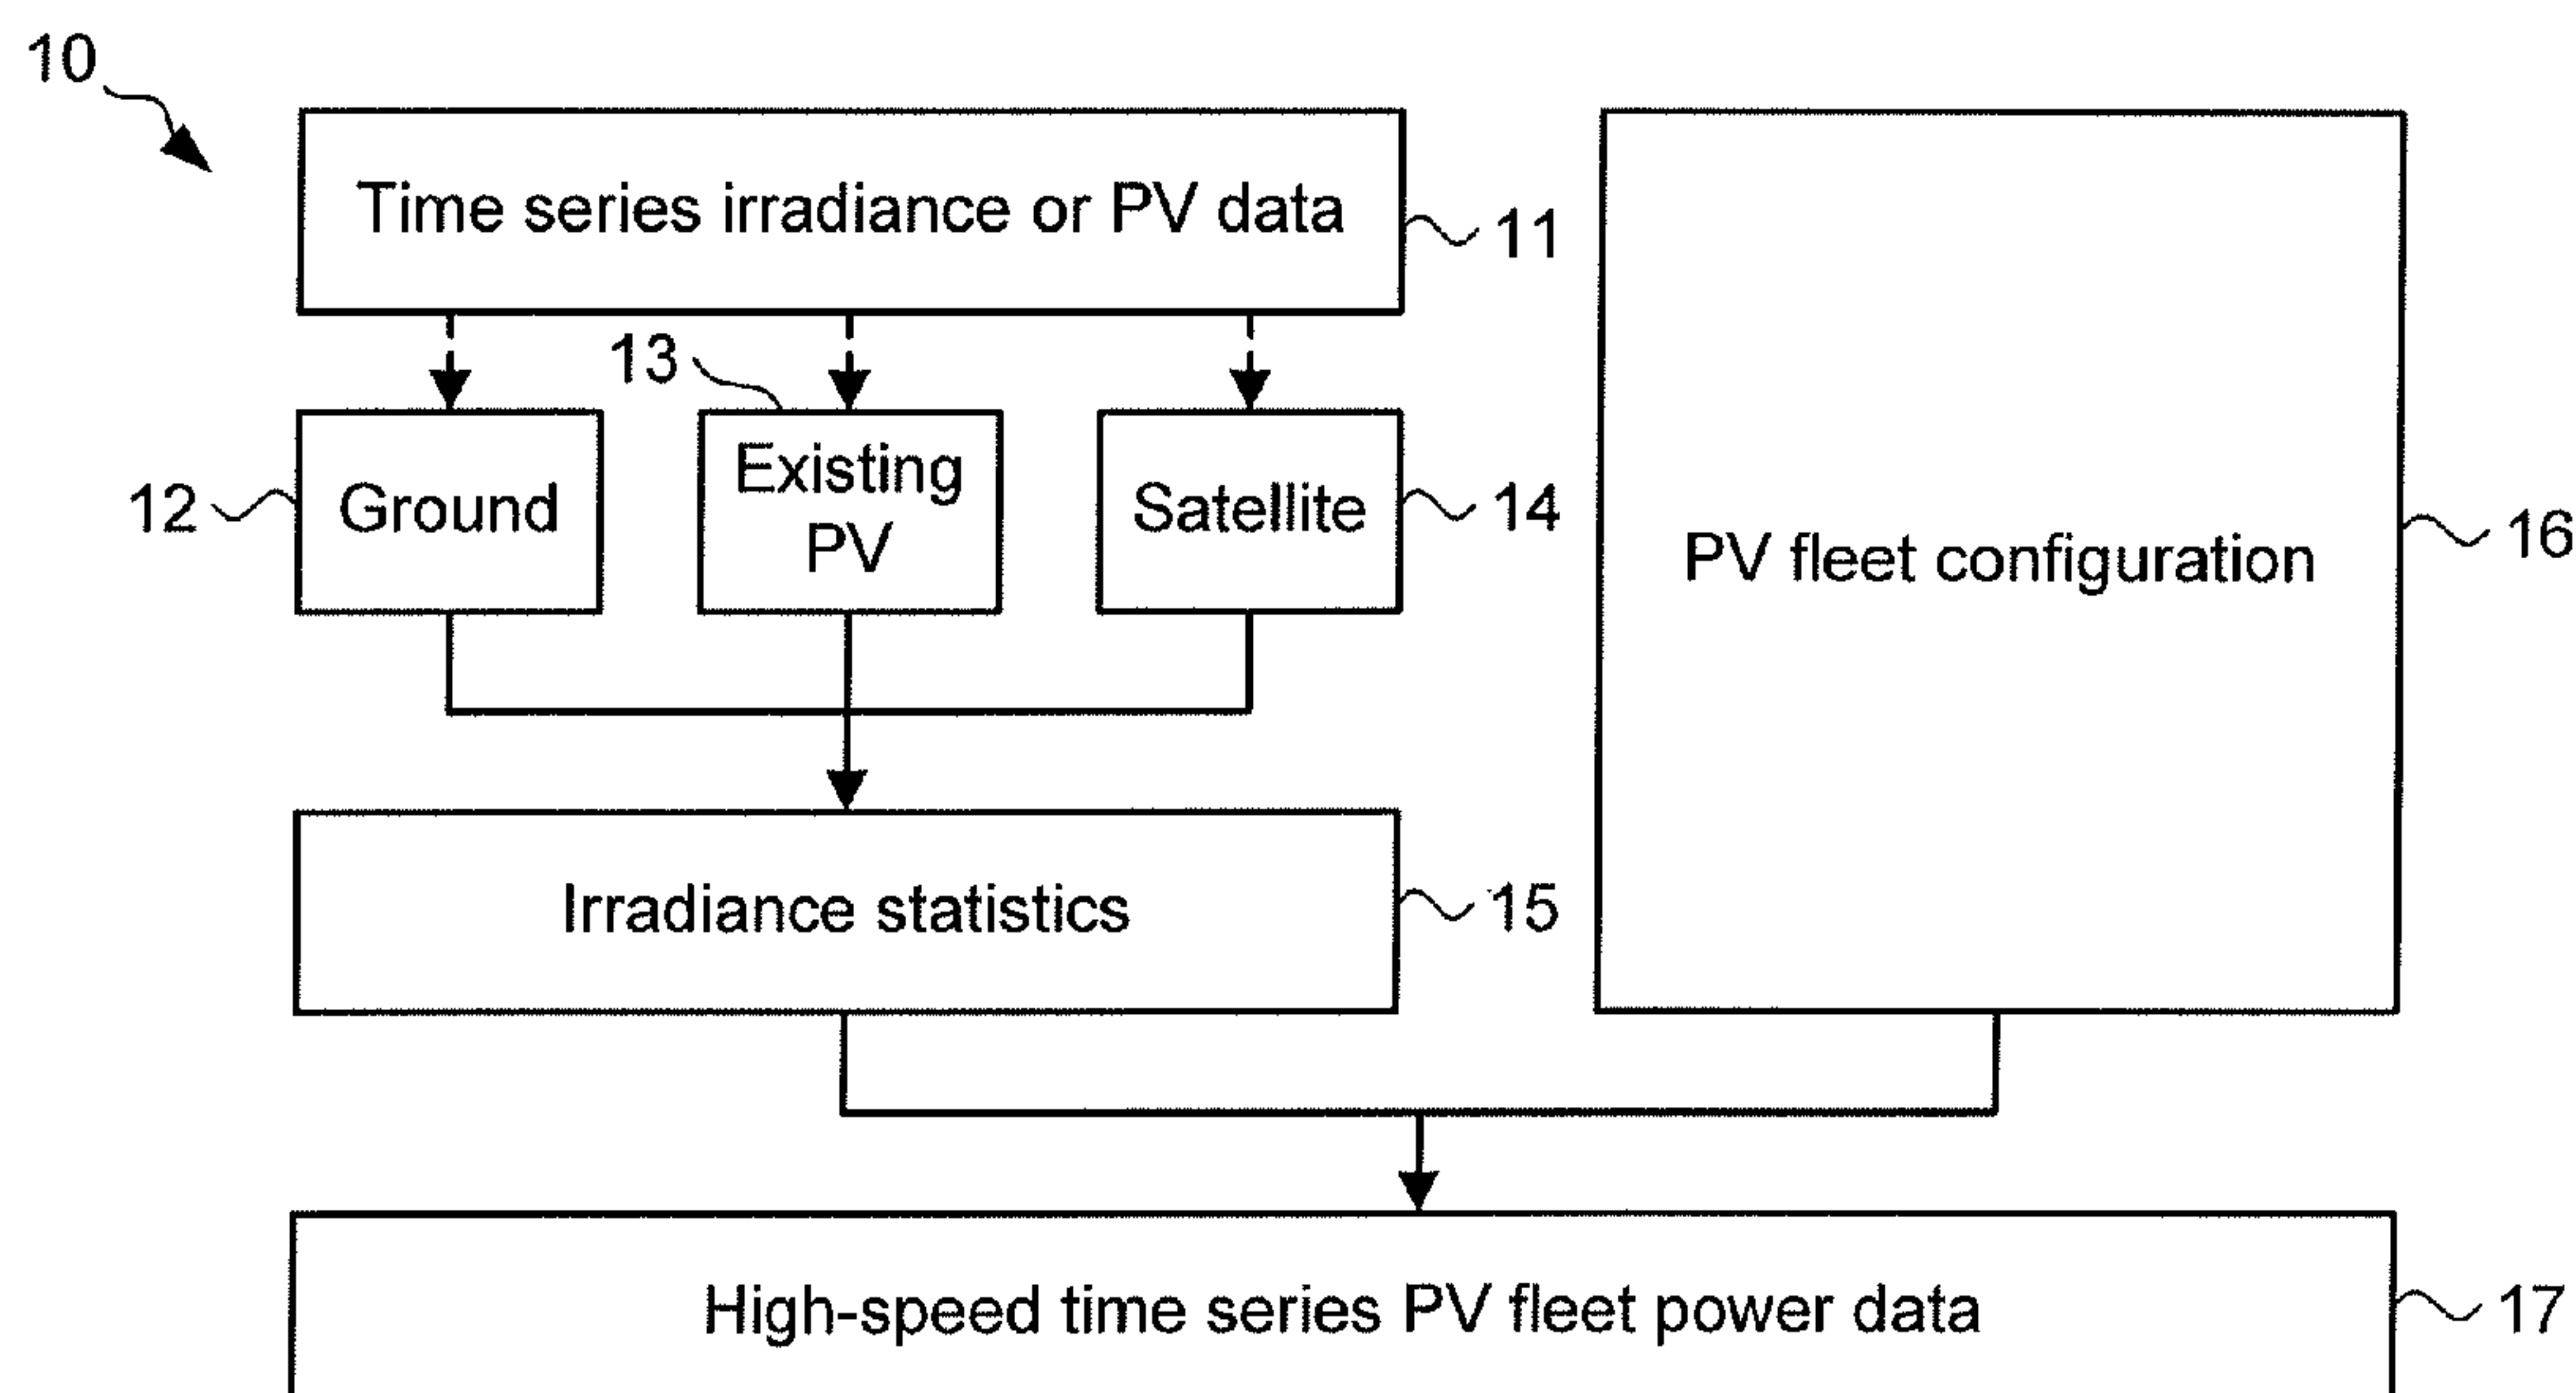 10
Time series irradiance or PV data
11
13
12
Ground
Existing
PV
Satellite
14
PV fleet configuration
16
Irradiance statistics
15
High-speed time series PV fleet power data
17